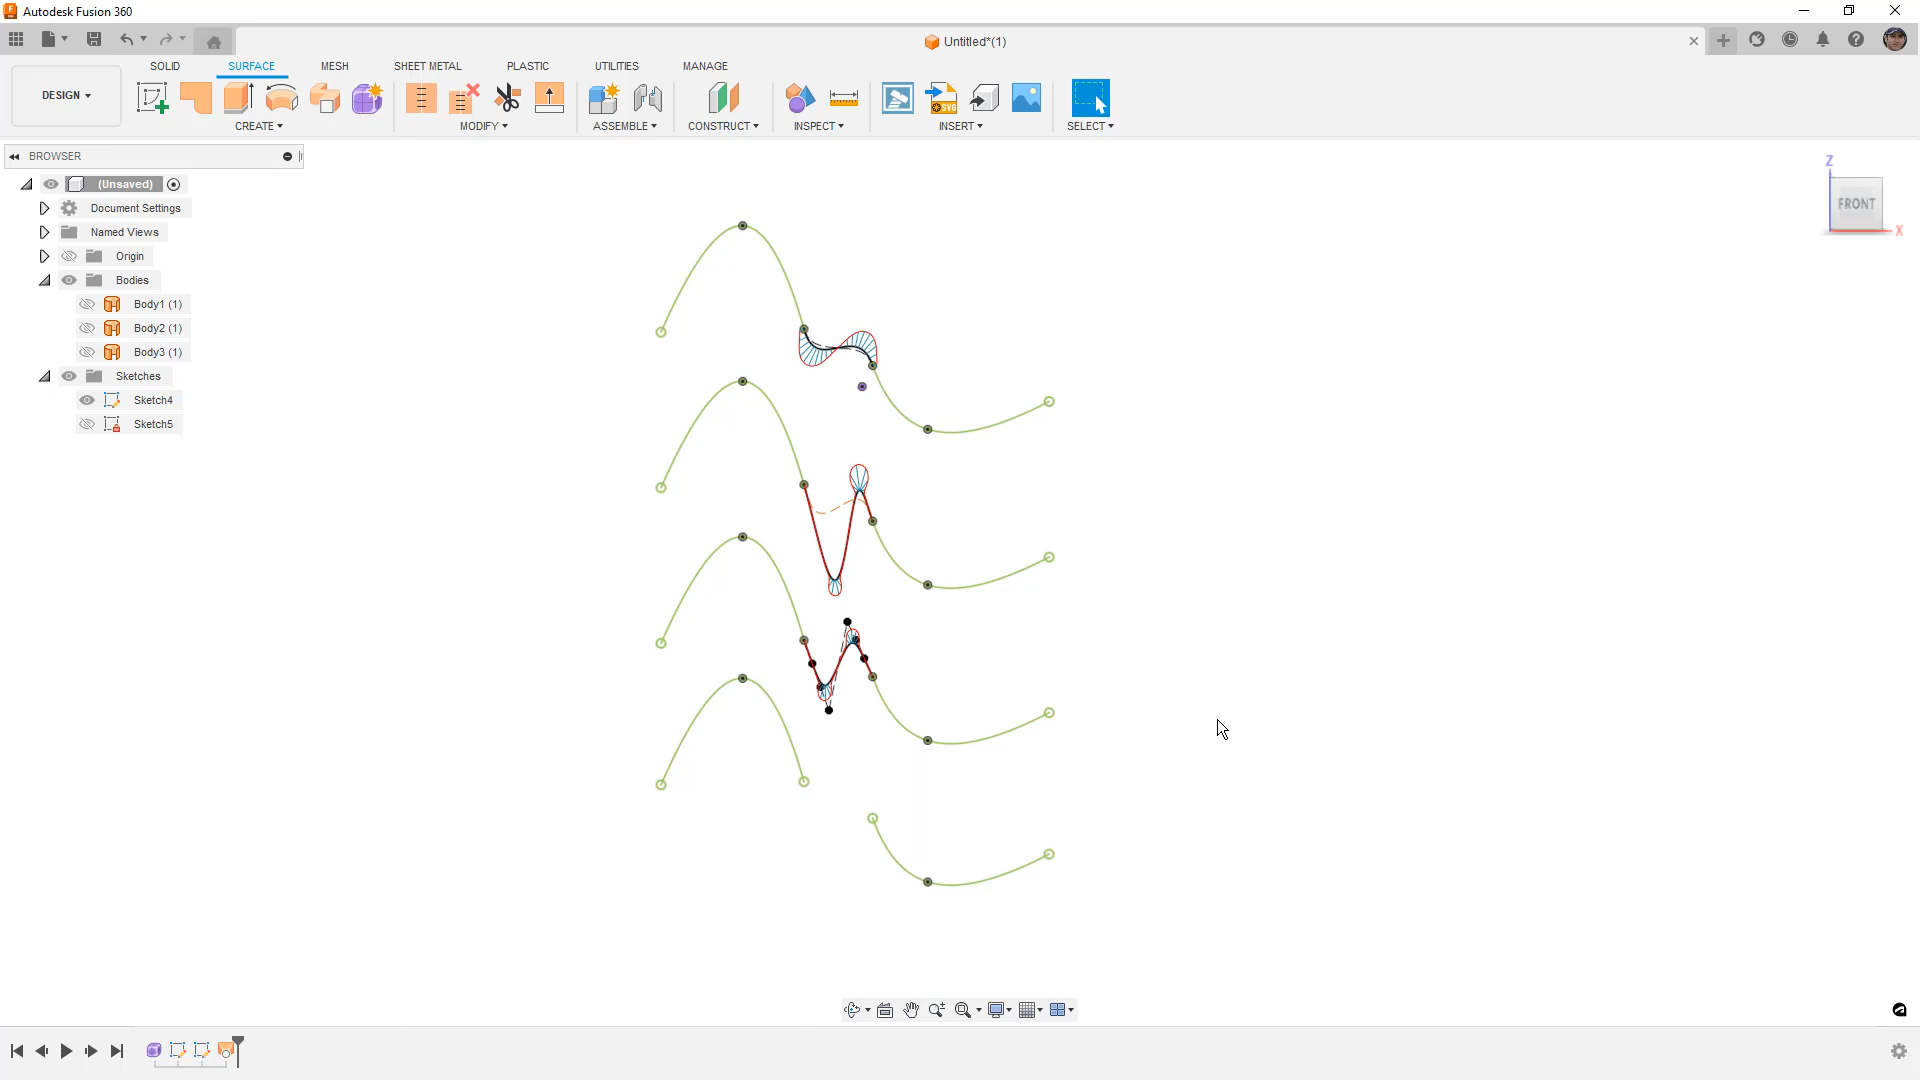 Autodesk Fusion 360
Untitled*(1)
SOLID SURFACE MESH SHEET METAL PLASTIC UTILITIES MANAGE
DESIGN
SVG
CREATE MODIFY ASSEMBLE CONSTRUCT INSPECT INSERT SELECT
BROWSER
(Unsaved)
Document Settings
Named Views
Origin
Bodies
Body1 (1)
Body2 (1)
Body3 (1)
Sketches
Sketch4
Sketch5
Z
FRONT
X